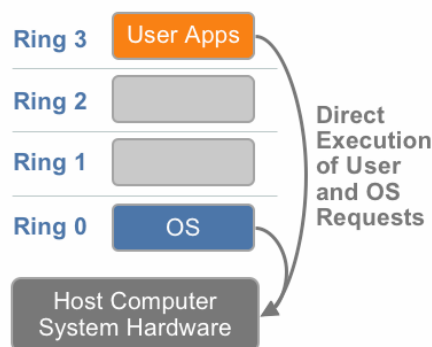 Ring 3
User Apps
Ring 2
Ring 1
Ring 0
OS
Direct
Execution
of User
and OS
Requests
Host Computer
System Hardware